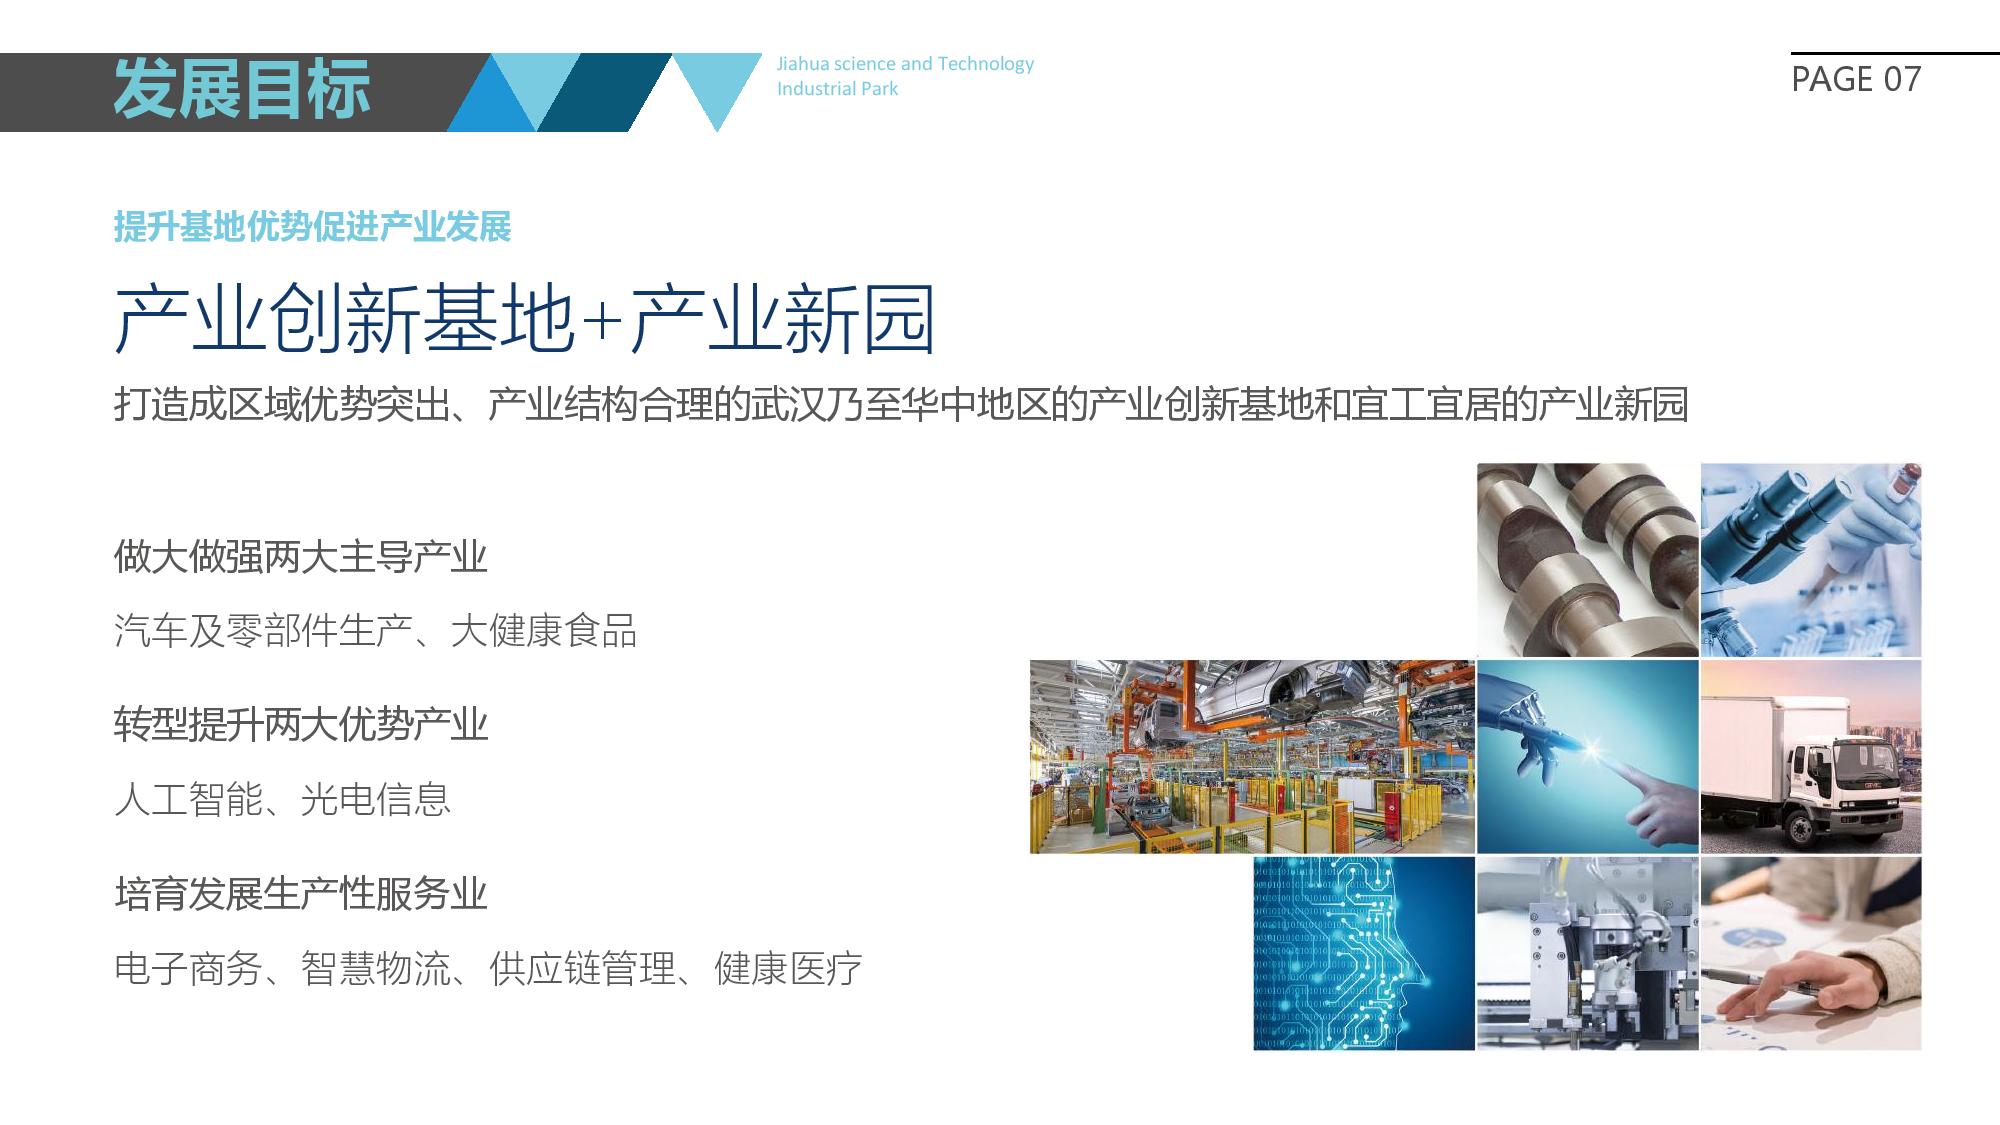 发展目标
Jiahua science and Technology
Industrial Park
PAGE 07
提升基地优势促进产业发展
产业创新基地+产业新园
打造成区域优势突出、产业结构合理的武汉乃至华中地区的产业创新基地和宜工宜居的产业新园
做大做强两大主导产业
汽车及零部件生产、大健康食品
转型提升两大优势产业
人工智能、光电信息
培育发展生产性服务业
电子商务、智慧物流、供应链管理、健康医疗
GMC